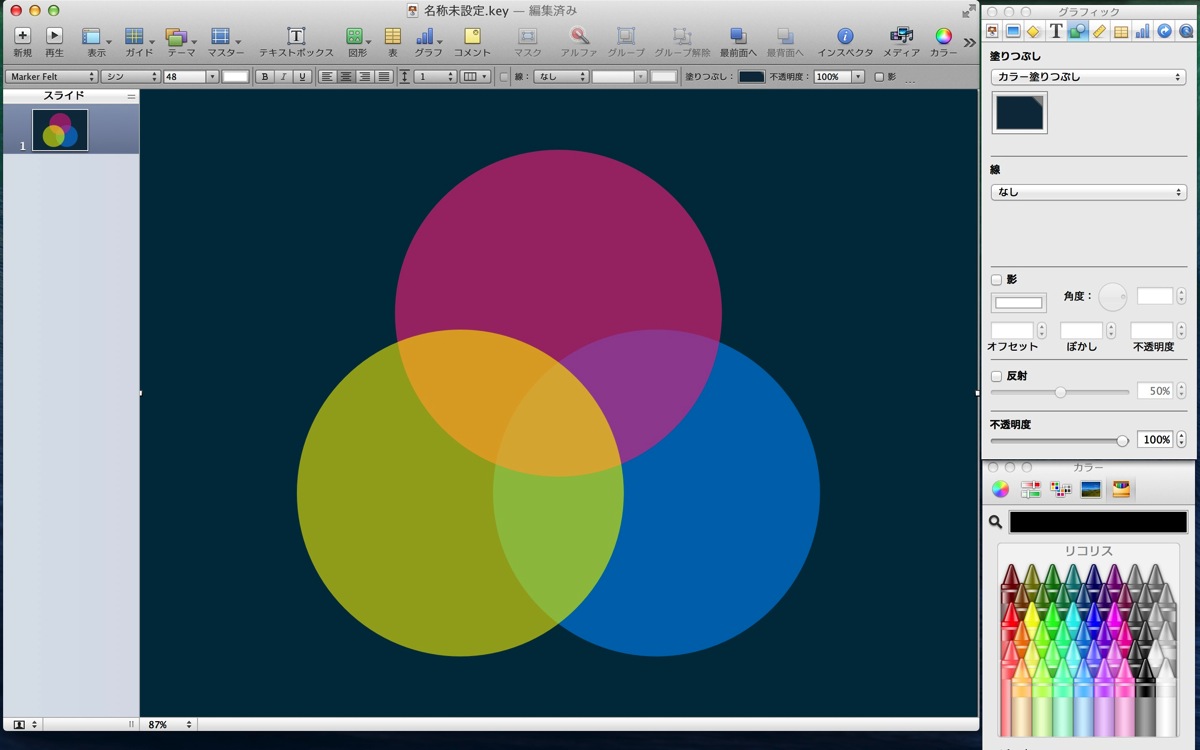 名称未設定.key — 編集済み
新規 再生 表示 ガイド テーマ マスター テキストボックス 図形 表 グラフ コメント マスク アルファ グループ グループ解除 最前面へ 最背面へ インスペクタ メディア カラー
Marker Felt シン 48 B I U 1 線： なし 塗りつぶし： 不透明度： 100% 影
スライド
1
87%
グラフィック
塗りつぶし
カラー塗りつぶし
線
なし
影
角度：
オフセット ぼかし 不透明度
反射
50%
不透明度
100%
カラー
リコリス